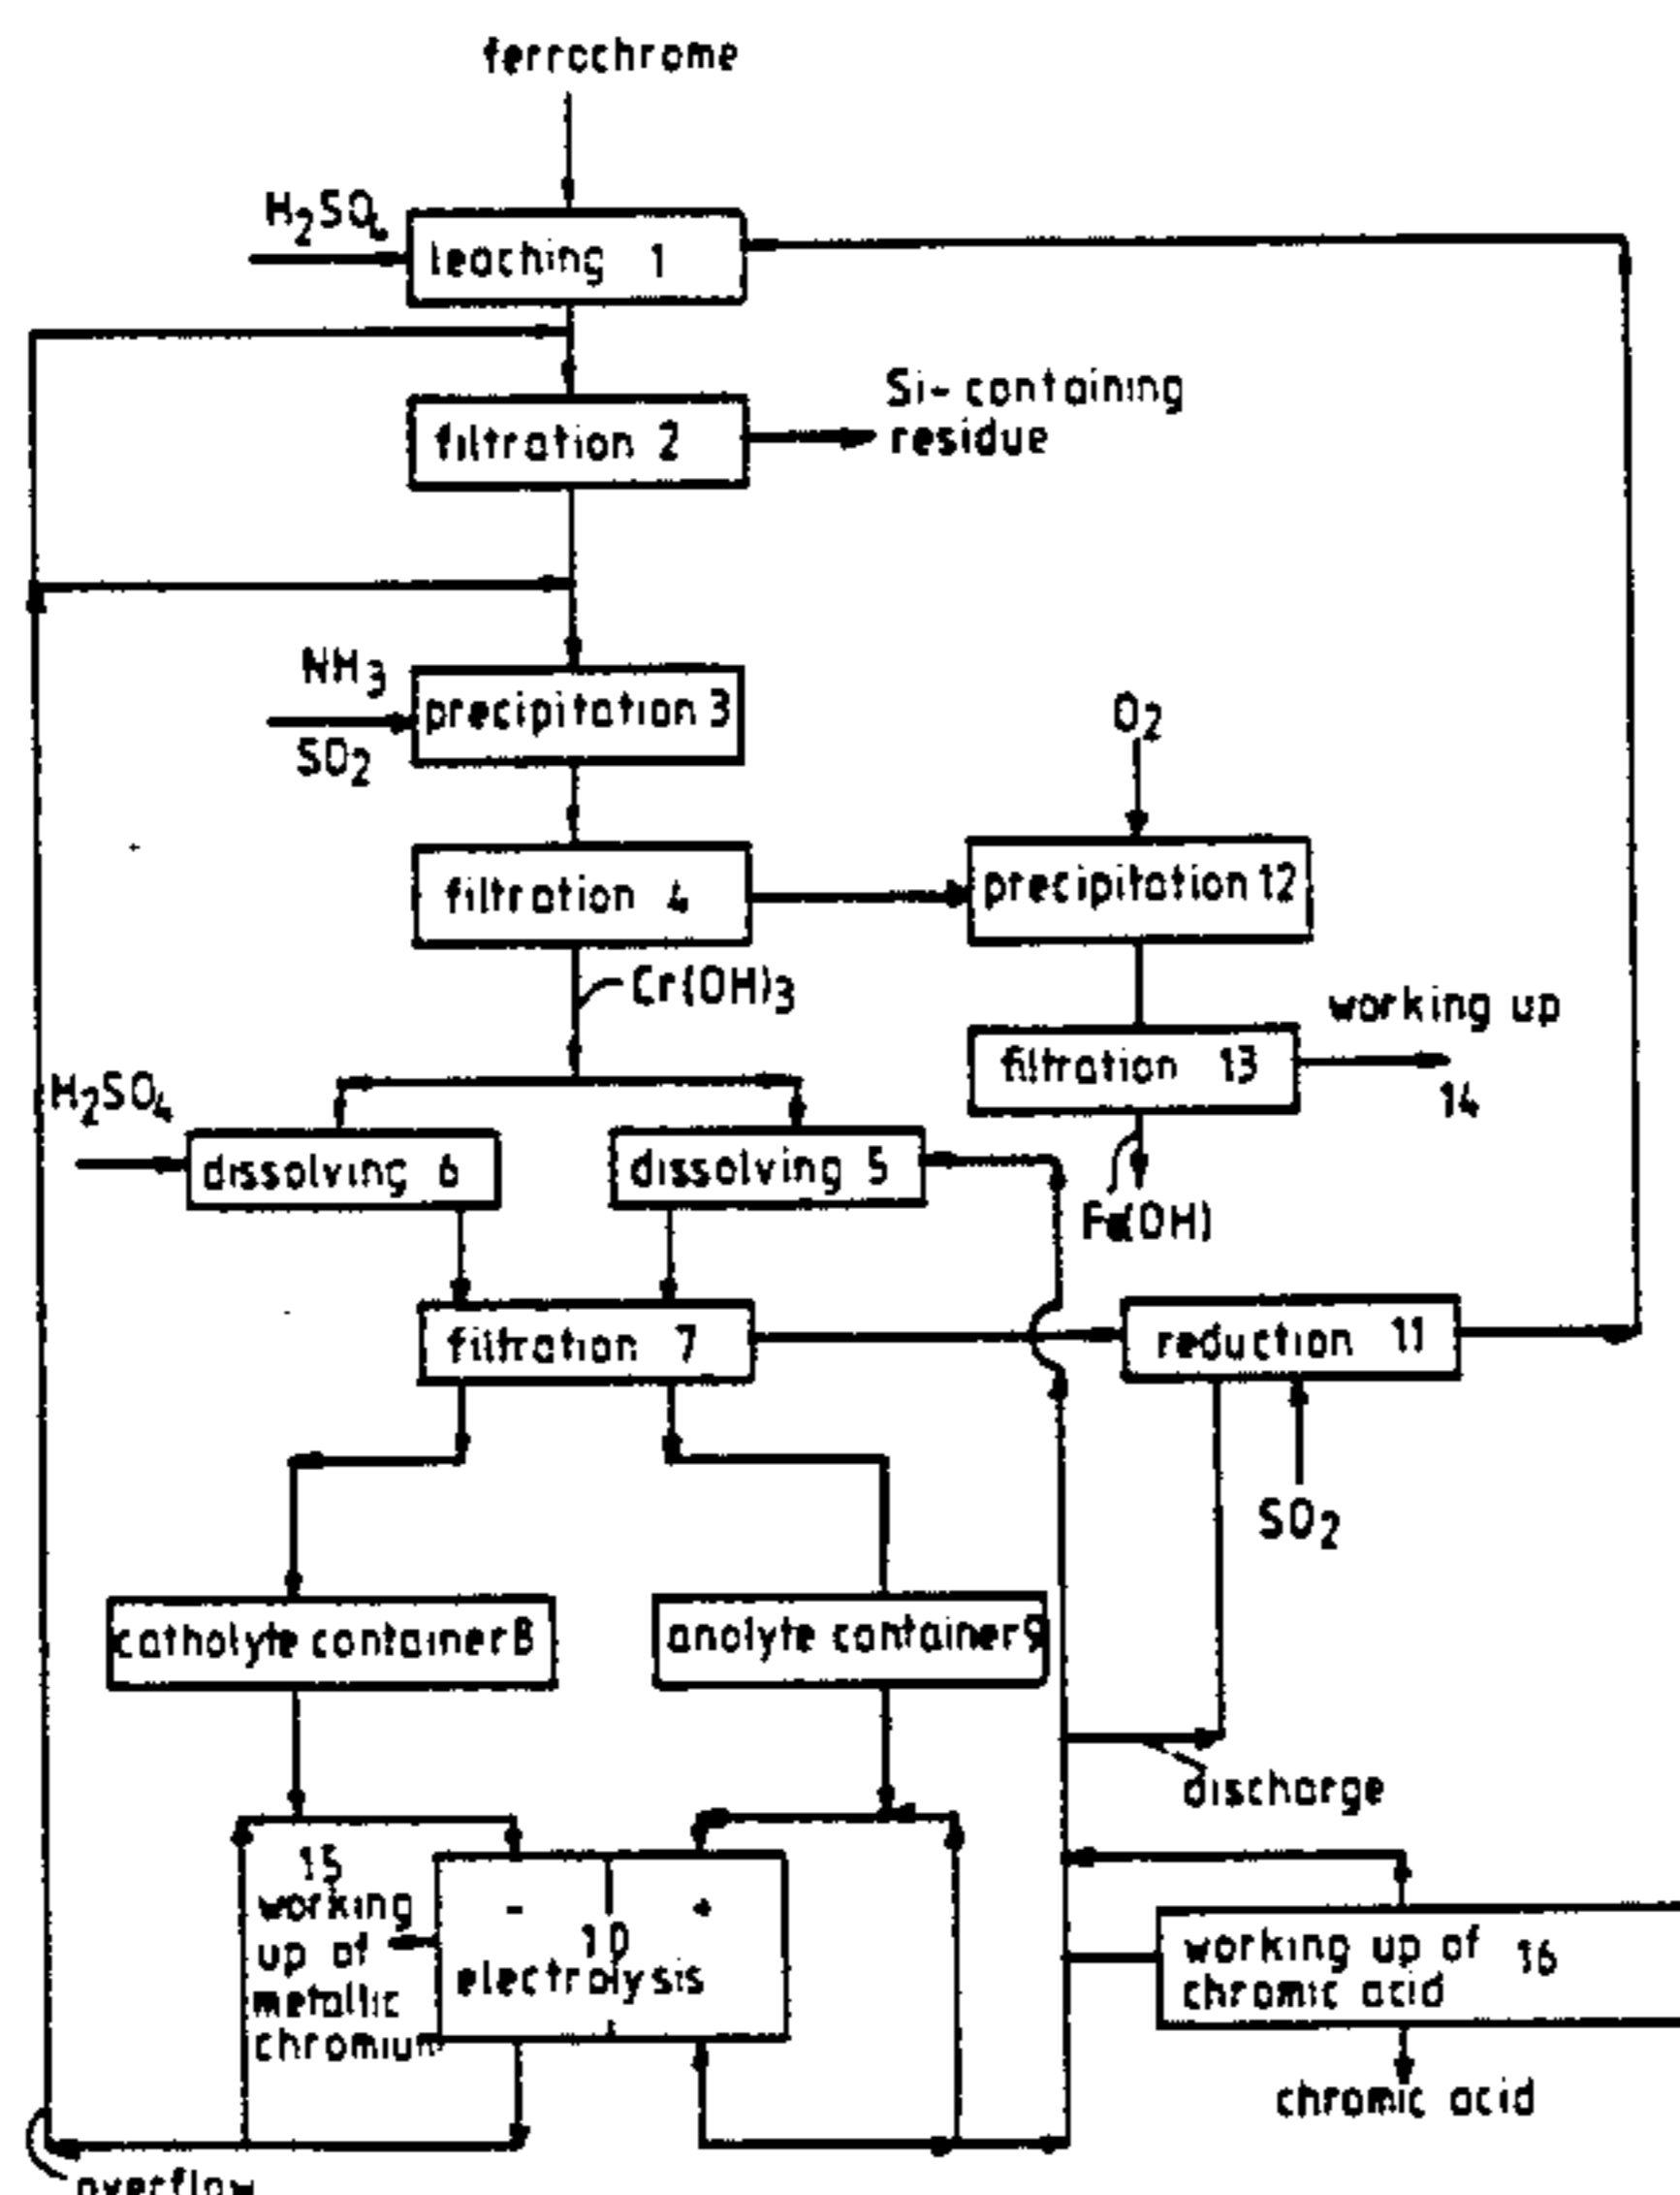 ferrochrome
H₂SO₄
leaching 1
filtration 2
Si-containing
residue
NH₃
SO₂
precipitation 3
O₂
filtration 4
precipitation 12
Cr(OH)₃
filtration 13
working up
14
H₂SO₄
dissolving 6
dissolving 5
Fe(OH)
filtration 7
reduction 11
SO₂
catholyte container 8
anolyte container 9
discharge
15
working
up of
metallic
chromium
- +
10
electrolysis
working up of 16
chromic acid
chromic acid
overflow